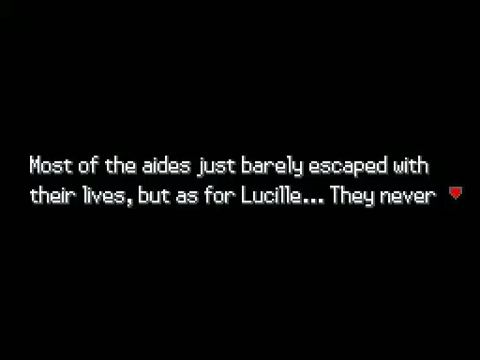 Most of the aides just barely escaped with
their lives, but as for Lucille... They never